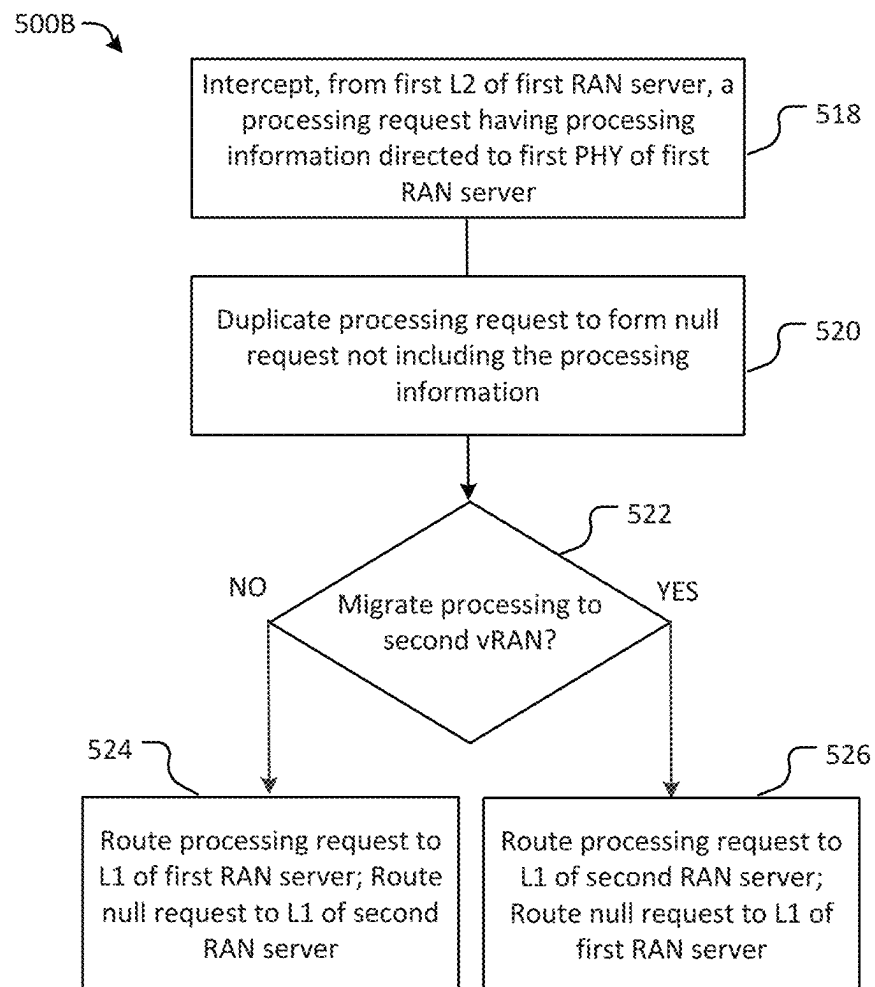 500B
Intercept, from first L2 of first RAN server, a
processing request having processing
information directed to first PHY of first
RAN server
518
Duplicate processing request to form null
request not including the processing
information
520
522
NO
YES
Migrate processing to
second vRAN?
524
526
Route processing request to
L1 of first RAN server; Route
null request to L1 of second
RAN server
Route processing request to
L1 of second RAN server;
Route null request to L1 of
first RAN server